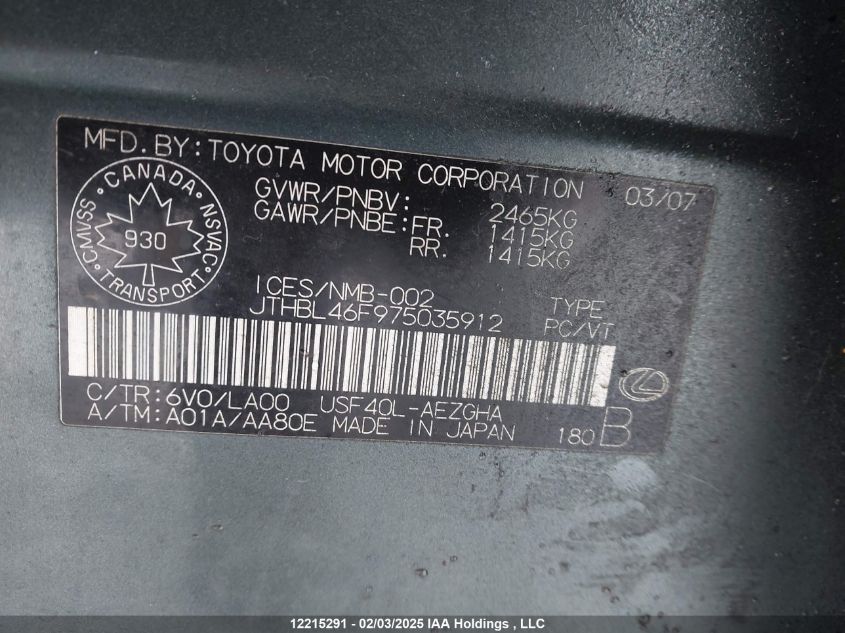 MFD. BY: TOYOTA MOTOR CORPORATION 03/07
GVWR/PNBV: 2465KG
GAWR/PNBE: FR. 1415KG
RR. 1415KG
CANADA
CMVSS 930 NSVAC
TRANSPORT
ICES/NMB-002
JTHBL46F975035912
TYPE
PC/VT
C/TR: 6V0/LA00 USF40L-AEZGHA
A/TM: A01A/AA80E MADE IN JAPAN
180 B
12215291 - 02/03/2025 IAA Holdings , LLC